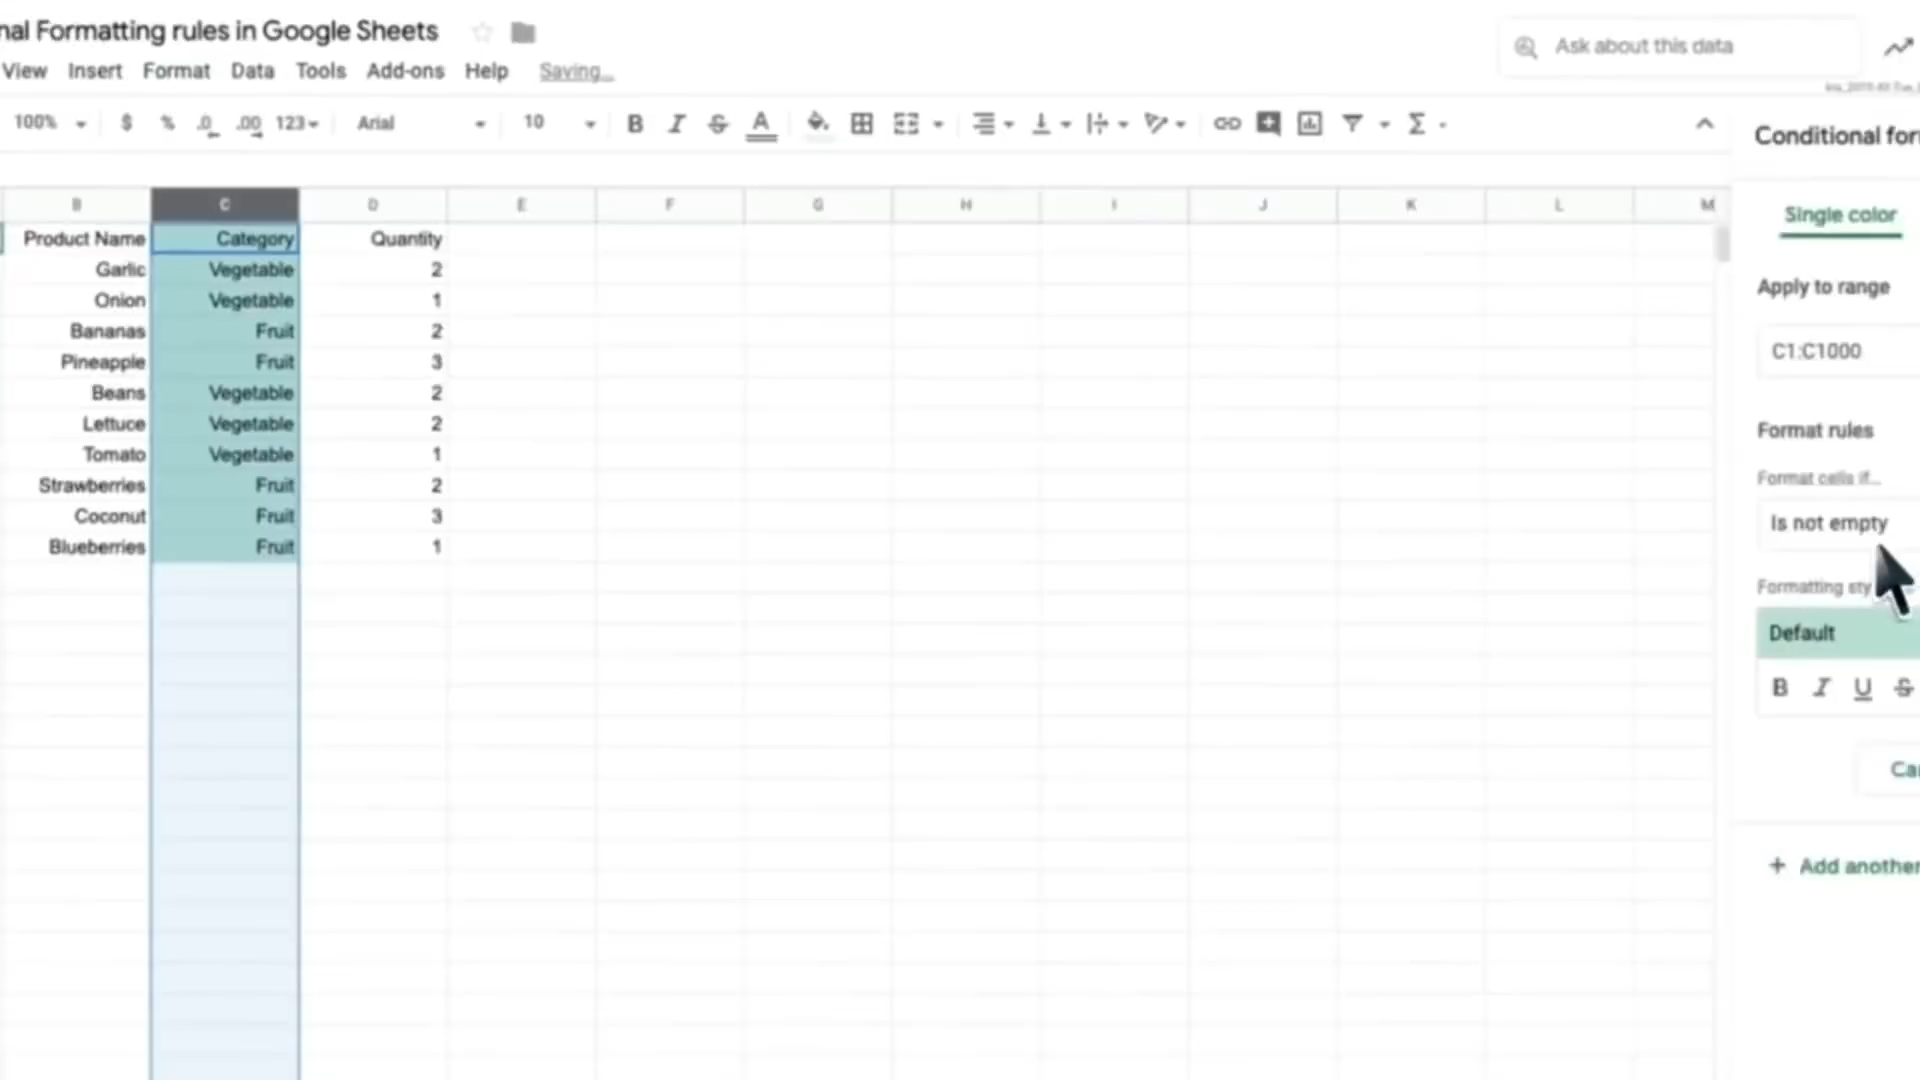 nal Formatting rules in Google Sheets
Ask about this data
View Insert Format Data Tools Add-ons Help Saving...
100% $ % .0 .00 123 Arial 10 B I S A Σ
Conditional for
B C D E F G H I J K L M
Single color
Product Name Category Quantity
Garlic Vegetable 2
Onion Vegetable 1
Bananas Fruit 2
Pineapple Fruit 3
Beans Vegetable 2
Lettuce Vegetable 2
Tomato Vegetable 1
Strawberries Fruit 2
Coconut Fruit 3
Blueberries Fruit 1
Apply to range
C1:C1000
Format rules
Format cells if...
Is not empty
Formatting sty
Default
B I U S
Ca
+ Add another